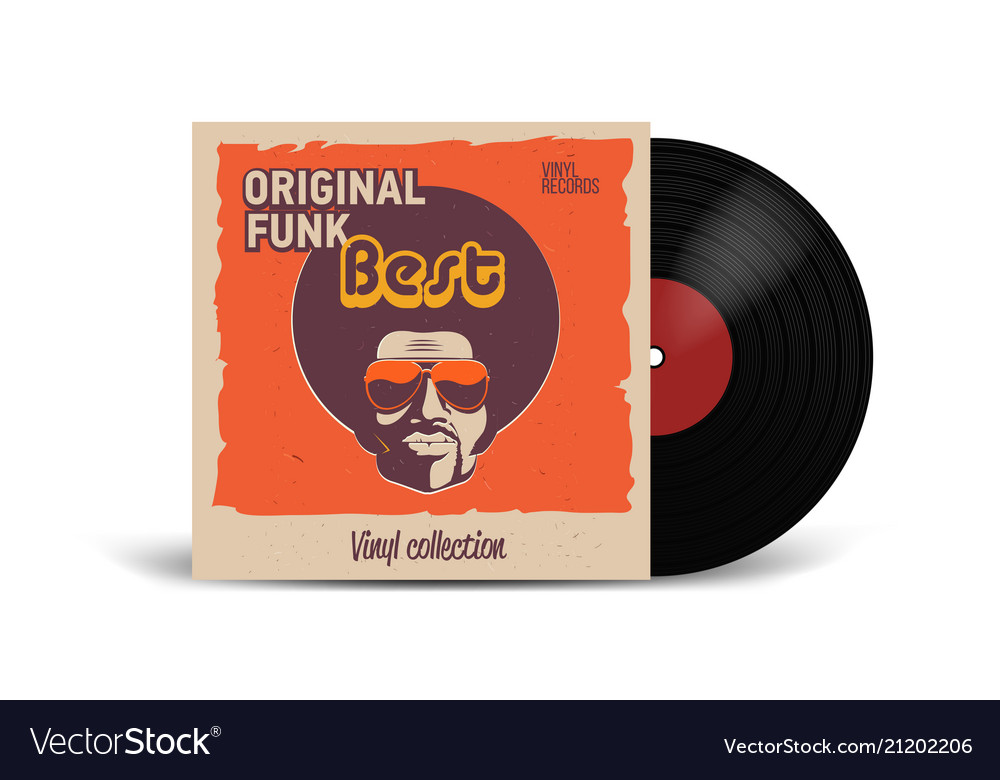 ORIGINAL
FUNK
Best
VINYL
RECORDS
Vinyl collection
VectorStock®
VectorStock.com/21202206